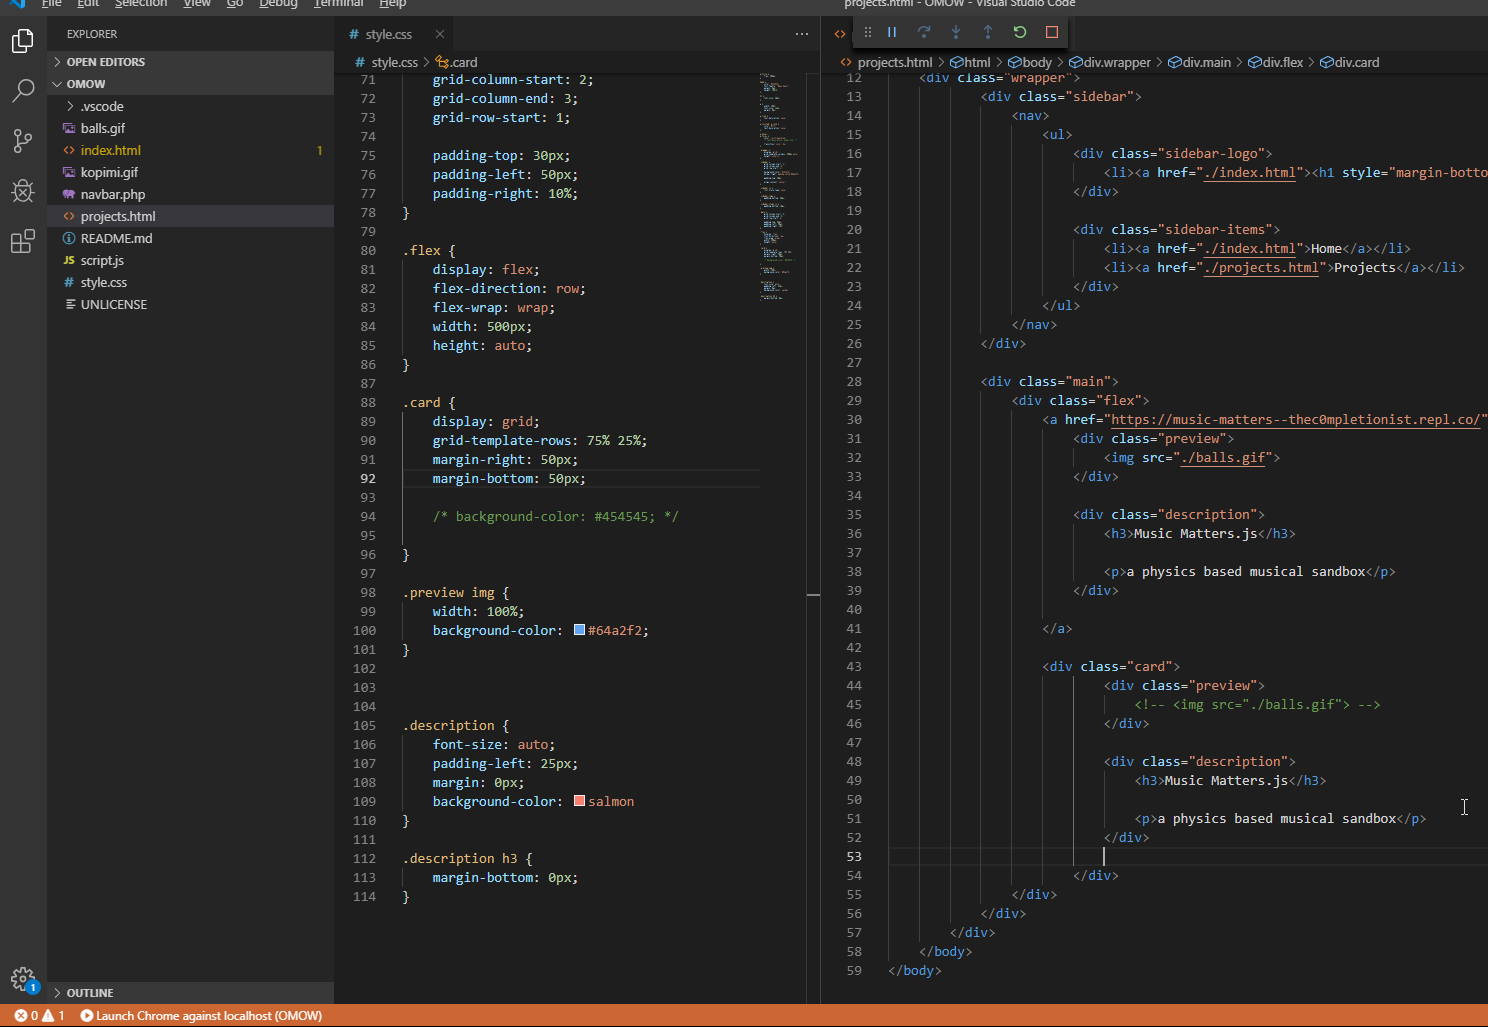 File Edit Selection View Go Debug Terminal Help
projects.html - OMOW - Visual Studio Code
EXPLORER
OPEN EDITORS
OMOW
.vscode
balls.gif
index.html 1
kopimi.gif
navbar.php
projects.html
README.md
JS script.js
# style.css
UNLICENSE
OUTLINE
# style.css
# style.css > .card
71 grid-column-start: 2;
72 grid-column-end: 3;
73 grid-row-start: 1;
74
75 padding-top: 30px;
76 padding-left: 50px;
77 padding-right: 10%;
78 }
79
80 .flex {
81 display: flex;
82 flex-direction: row;
83 flex-wrap: wrap;
84 width: 500px;
85 height: auto;
86 }
87
88 .card {
89 display: grid;
90 grid-template-rows: 75% 25%;
91 margin-right: 50px;
92 margin-bottom: 50px;
93
94 /* background-color: #454545; */
95
96 }
97
98 .preview img {
99 width: 100%;
100 background-color: #64a2f2;
101 }
102
103
104
105 .description {
106 font-size: auto;
107 padding-left: 25px;
108 margin: 0px;
109 background-color: salmon
110 }
111
112 .description h3 {
113 margin-bottom: 0px;
114 }
projects.html > html > body > div.wrapper > div.main > div.flex > div.card
12 <div class="wrapper">
13 <div class="sidebar">
14 <nav>
15 <ul>
16 <div class="sidebar-logo">
17 <li><a href="./index.html"><h1 style="margin-botto
18 </div>
19
20 <div class="sidebar-items">
21 <li><a href="./index.html">Home</a></li>
22 <li><a href="./projects.html">Projects</a></li>
23 </div>
24 </ul>
25 </nav>
26 </div>
27
28 <div class="main">
29 <div class="flex">
30 <a href="https://music-matters--thec0mpletionist.repl.co/"
31 <div class="preview">
32 <img src="./balls.gif">
33 </div>
34
35 <div class="description">
36 <h3>Music Matters.js</h3>
37
38 <p>a physics based musical sandbox</p>
39 </div>
40
41 </a>
42
43 <div class="card">
44 <div class="preview">
45 <!-- <img src="./balls.gif"> -->
46 </div>
47
48 <div class="description">
49 <h3>Music Matters.js</h3>
50
51 <p>a physics based musical sandbox</p>
52 </div>
53
54 </div>
55 </div>
56 </div>
57 </div>
58 </body>
59 </body>
1
0 1 Launch Chrome against localhost (OMOW)